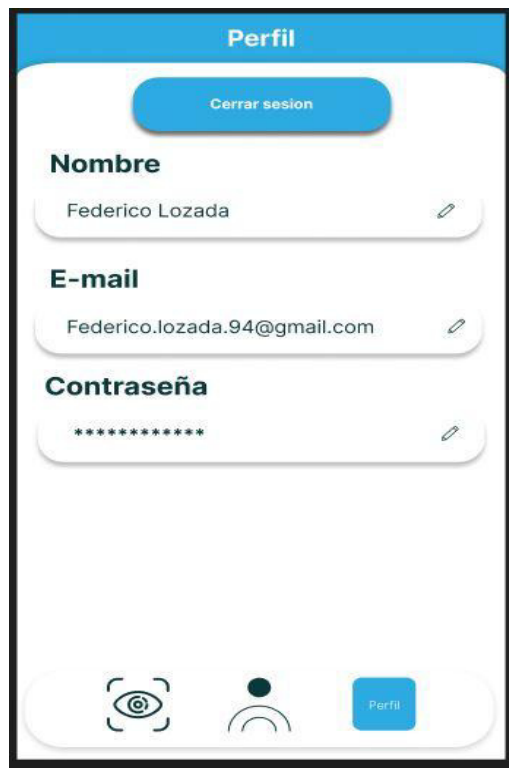 Perfil
Cerrar sesion
Nombre
Federico Lozada
E-mail
Federico.lozada.94@gmail.com
Contraseña
************
Perfil